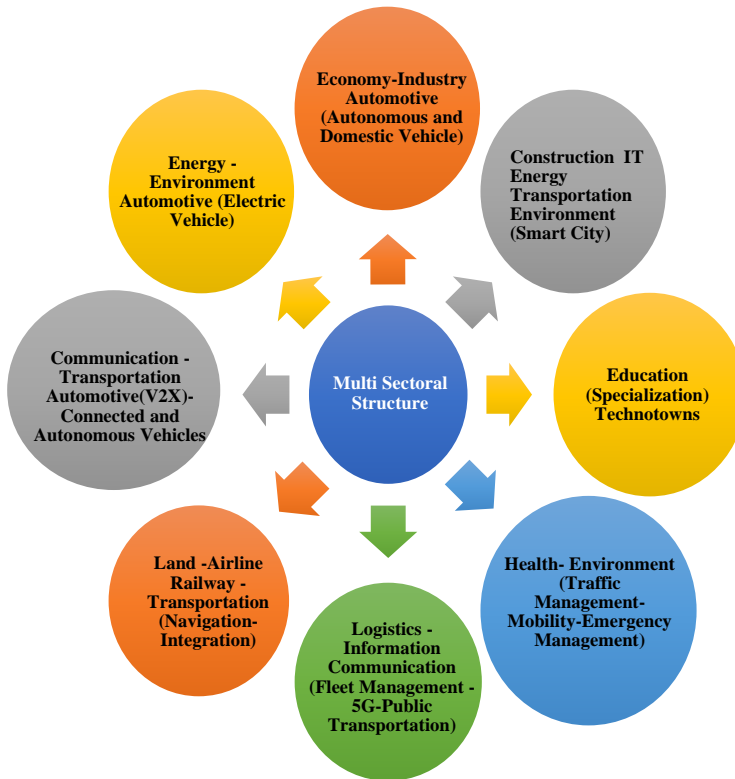 Economy-Industry
Automotive
(Autonomous and
Domestic Vehicle)
Construction IT
Energy
Transportation
Environment
(Smart City)
Education
(Specialization)
Technotowns
Health- Environment
(Traffic
Management-
Mobility-Emergency
Management)
Logistics -
Information
Communication
(Fleet Management -
5G-Public
Transportation)
Land -Airline
Railway -
Transportation
(Navigation-
Integration)
Communication -
Transportation
Automotive(V2X)-
Connected and
Autonomous Vehicles
Energy -
Environment
Automotive (Electric
Vehicle)
Multi Sectoral
Structure